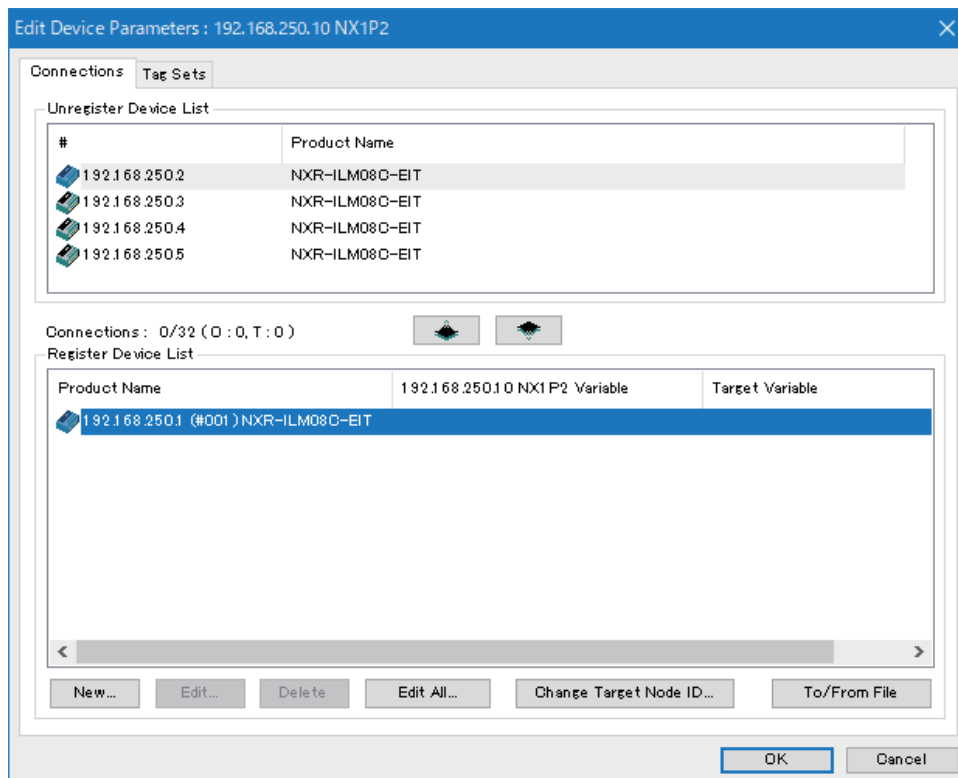 Edit Device Parameters : 192.168.250.10 NX1P2
Connections Tag Sets
Unregister Device List
# Product Name
192.168.250.2 NXR-ILM08C-EIT
192.168.250.3 NXR-ILM08C-EIT
192.168.250.4 NXR-ILM08C-EIT
192.168.250.5 NXR-ILM08C-EIT
Connections : 0/32 ( O : 0, T : 0 )
Register Device List
Product Name 192.168.250.10 NX1P2 Variable Target Variable
192.168.250.1 (#001) NXR-ILM08C-EIT
New... Edit... Delete Edit All... Change Target Node ID... To/From File
OK Cancel